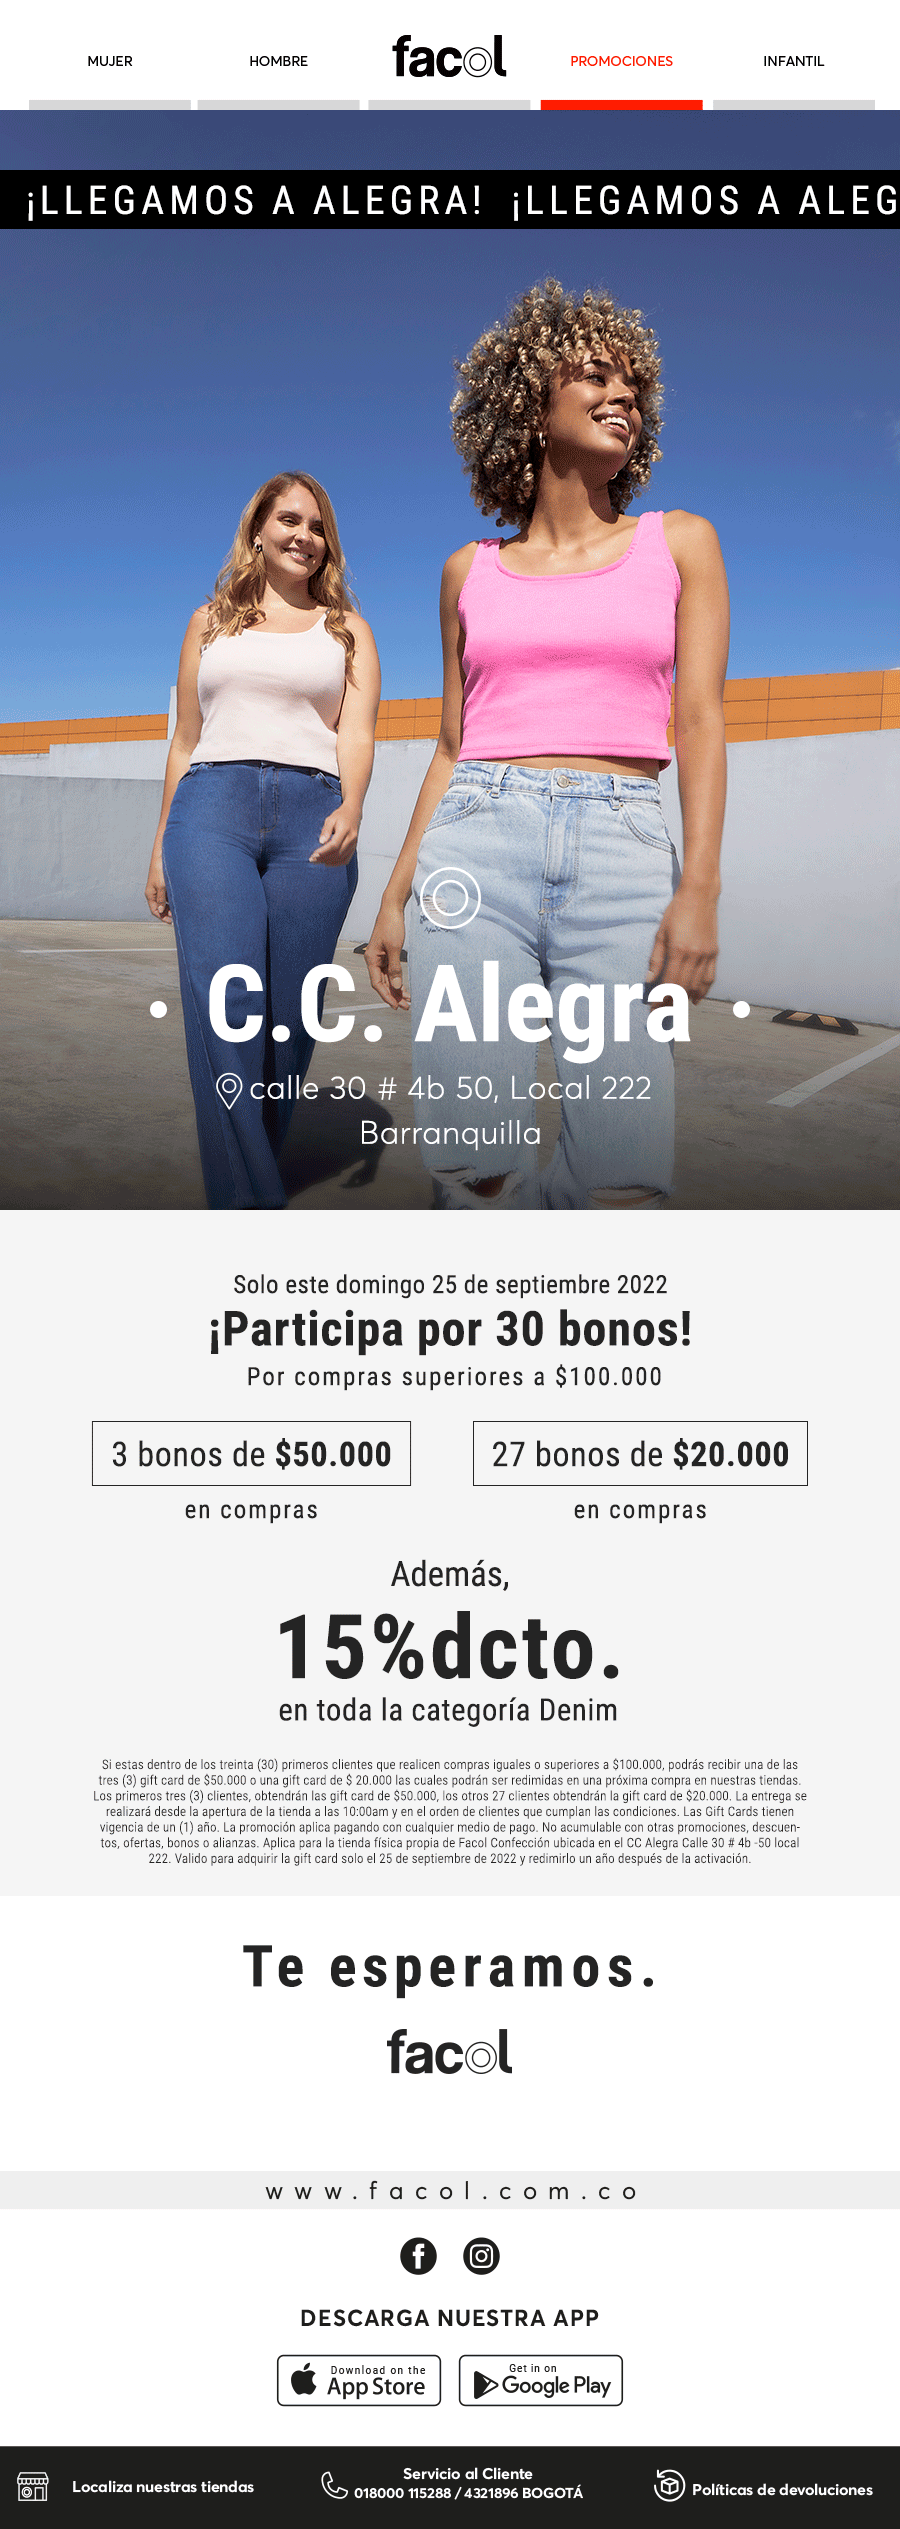 MUJER
HOMBRE
facol
PROMOCIONES
INFANTIL
¡LLEGAMOS A ALEGRA! ¡LLEGAMOS A ALEG
C.C. Alegra
calle 30 # 4b 50, Local 222
Barranquilla
Solo este domingo 25 de septiembre 2022
¡Participa por 30 bonos!
Por compras superiores a $100.000
3 bonos de $50.000
en compras
27 bonos de $20.000
en compras
Además,
15%dcto.
en toda la categoría Denim
Si estas dentro de los treinta (30) primeros clientes que realicen compras iguales o superiores a $100.000, podrás recibir una de las
tres (3) gift card de $50.000 o una gift card de $ 20.000 las cuales podrán ser redimidas en una próxima compra en nuestras tiendas.
Los primeros tres (3) clientes, obtendrán las gift card de $50.000, los otros 27 clientes obtendrán la gift card de $20.000. La entrega se
realizará desde la apertura de la tienda a las 10:00am y en el orden de clientes que cumplan las condiciones. Las Gift Cards tienen
vigencia de un (1) año. La promoción aplica pagando con cualquier medio de pago. No acumulable con otras promociones, descuen-
tos, ofertas, bonos o alianzas. Aplica para la tienda física propia de Facol Confección ubicada en el CC Alegra Calle 30 # 4b -50 local
222. Valido para adquirir la gift card solo el 25 de septiembre de 2022 y redimirlo un año después de la activación.
Te esperamos.
facol
www.facol.com.co
DESCARGA NUESTRA APP
Download on the
App Store
Get in on
Google Play
Localiza nuestras tiendas
Servicio al Cliente
018000 115288 / 4321896 BOGOTÁ
Políticas de devoluciones